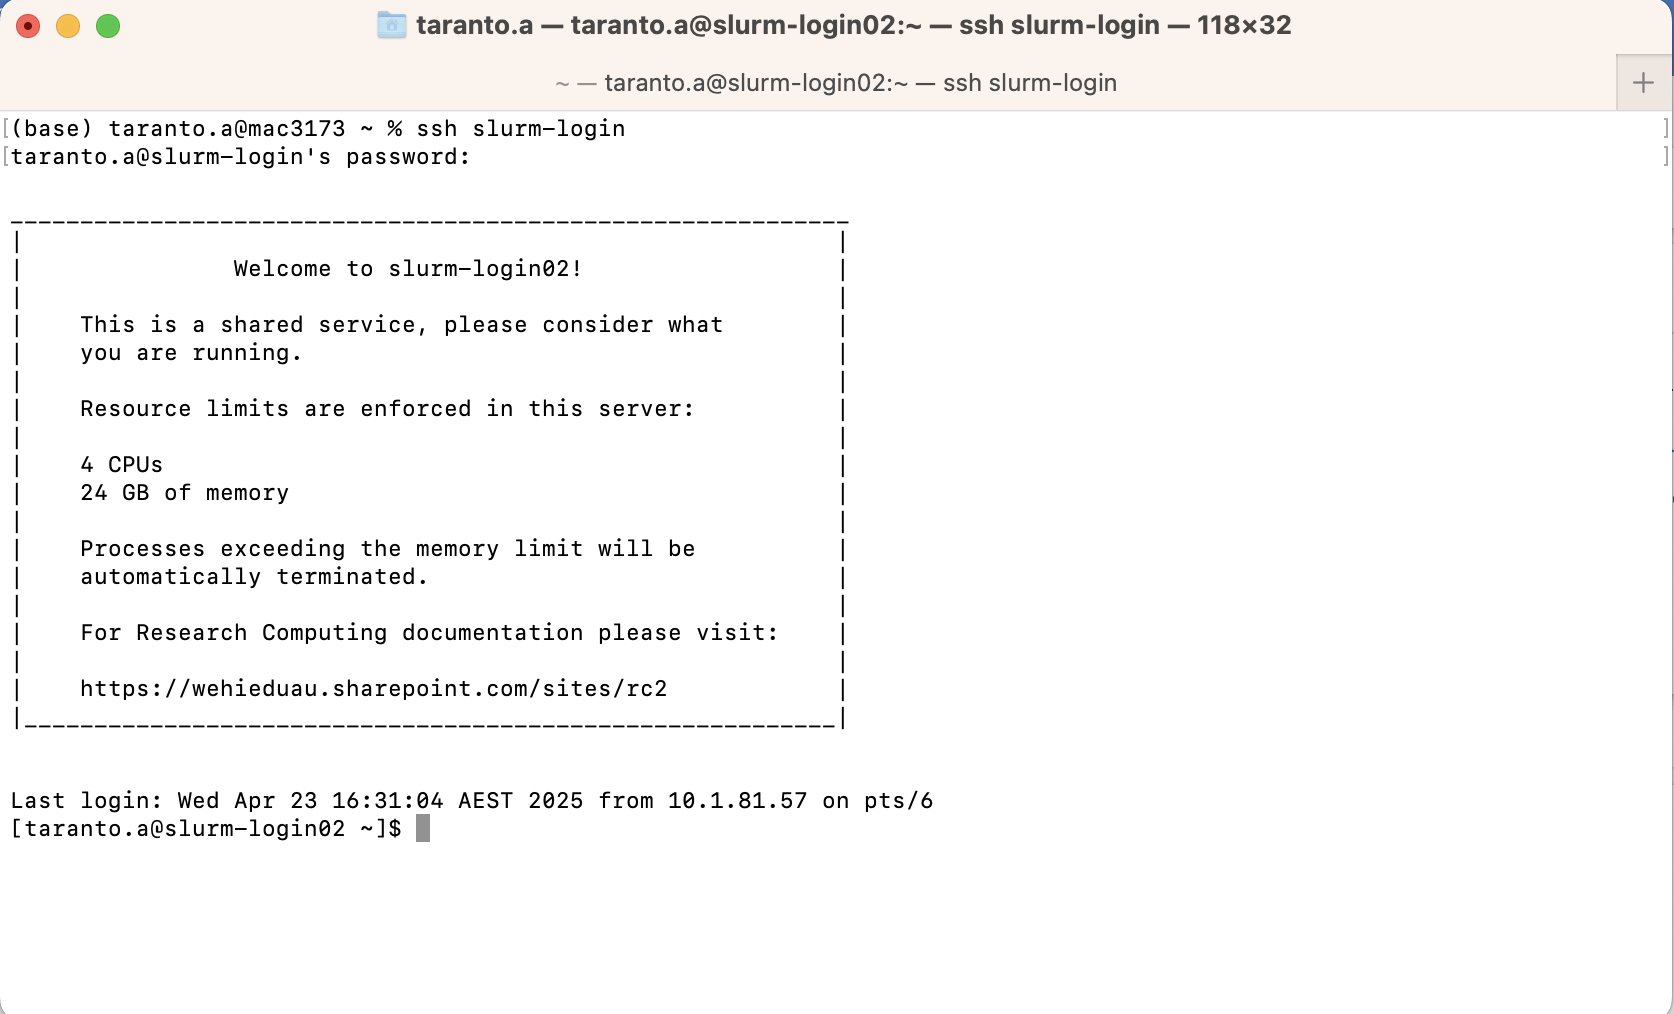 taranto.a — taranto.a@slurm-login02:~ — ssh slurm-login — 118×32
~ — taranto.a@slurm-login02:~ — ssh slurm-login
(base) taranto.a@mac3173 ~ % ssh slurm-login
taranto.a@slurm-login's password:
Welcome to slurm-login02!
This is a shared service, please consider what
you are running.
Resource limits are enforced in this server:
4 CPUs
24 GB of memory
Processes exceeding the memory limit will be
automatically terminated.
For Research Computing documentation please visit:
https://wehieduau.sharepoint.com/sites/rc2
Last login: Wed Apr 23 16:31:04 AEST 2025 from 10.1.81.57 on pts/6
[taranto.a@slurm-login02 ~]$